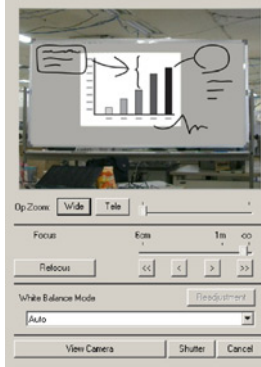 Op.Zoom: Wide Tele
Focus 6cm 1m ∞
Refocus << < > >>
White Balance Mode Readjustment
Auto
View Camera Shutter Cancel